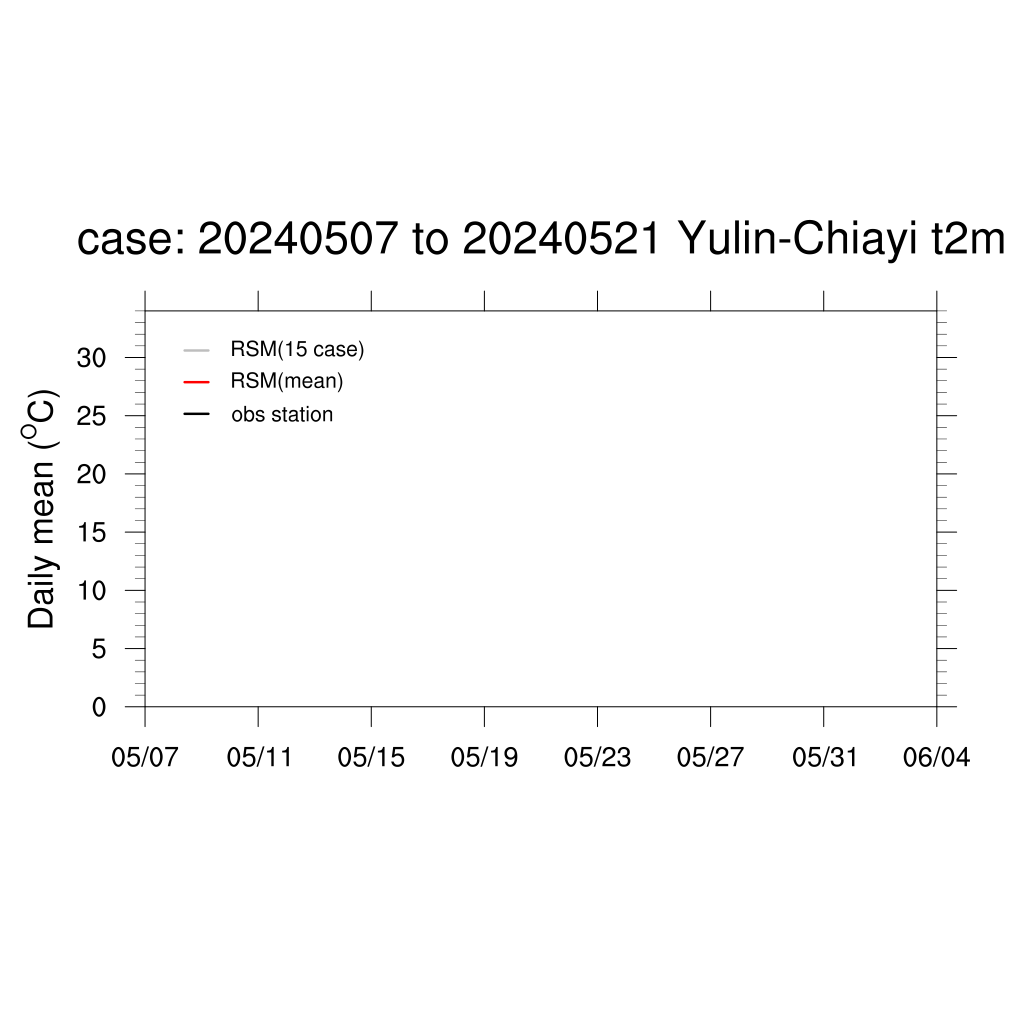 case: 20240507 to 20240521 Yulin-Chiayi t2m
RSM(15 case)
RSM(mean)
obs station
Daily mean (°C)
30
25
20
15
10
5
0
05/07 05/11 05/15 05/19 05/23 05/27 05/31 06/04